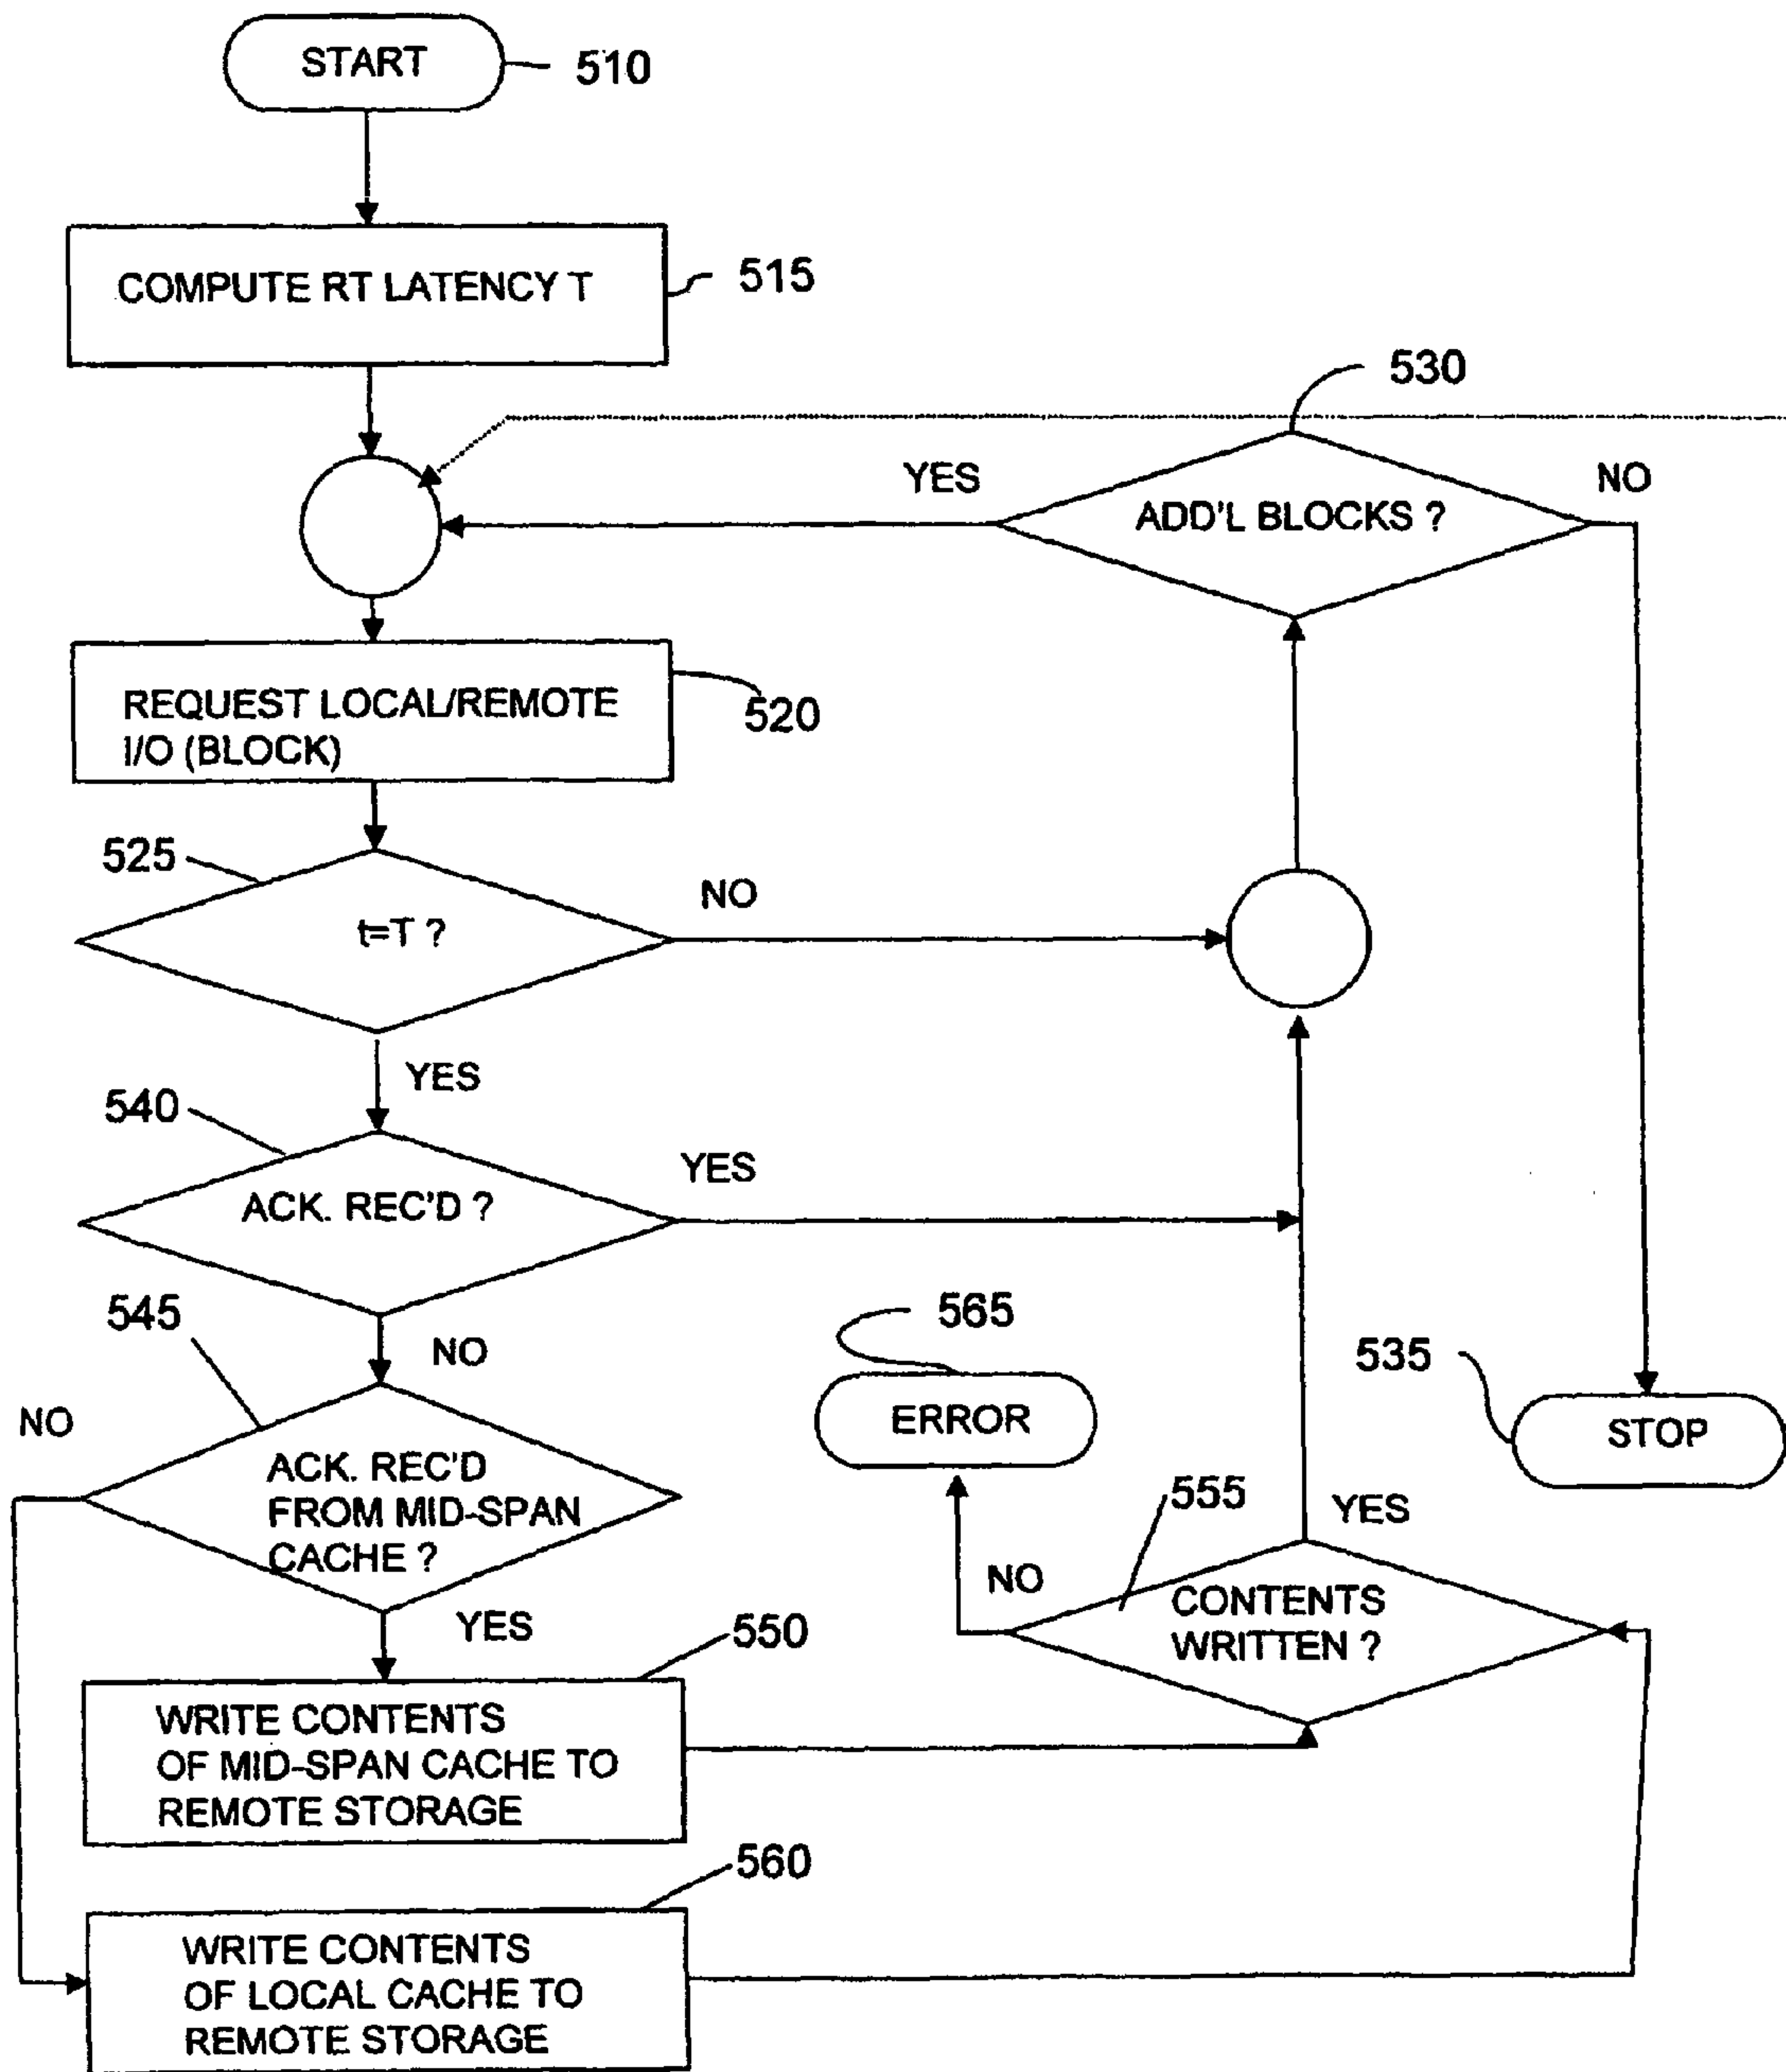 START
510
COMPUTE RT LATENCY T
515
530
YES
ADD'L BLOCKS ?
NO
REQUEST LOCAL/REMOTE
I/O (BLOCK)
520
525
t=T ?
NO
YES
540
ACK. REC'D ?
YES
545
NO
565
535
NO
ERROR
STOP
ACK. REC'D
FROM MID-SPAN
CACHE ?
555
YES
NO
CONTENTS
WRITTEN ?
YES
550
WRITE CONTENTS
OF MID-SPAN CACHE TO
REMOTE STORAGE
560
WRITE CONTENTS
OF LOCAL CACHE TO
REMOTE STORAGE